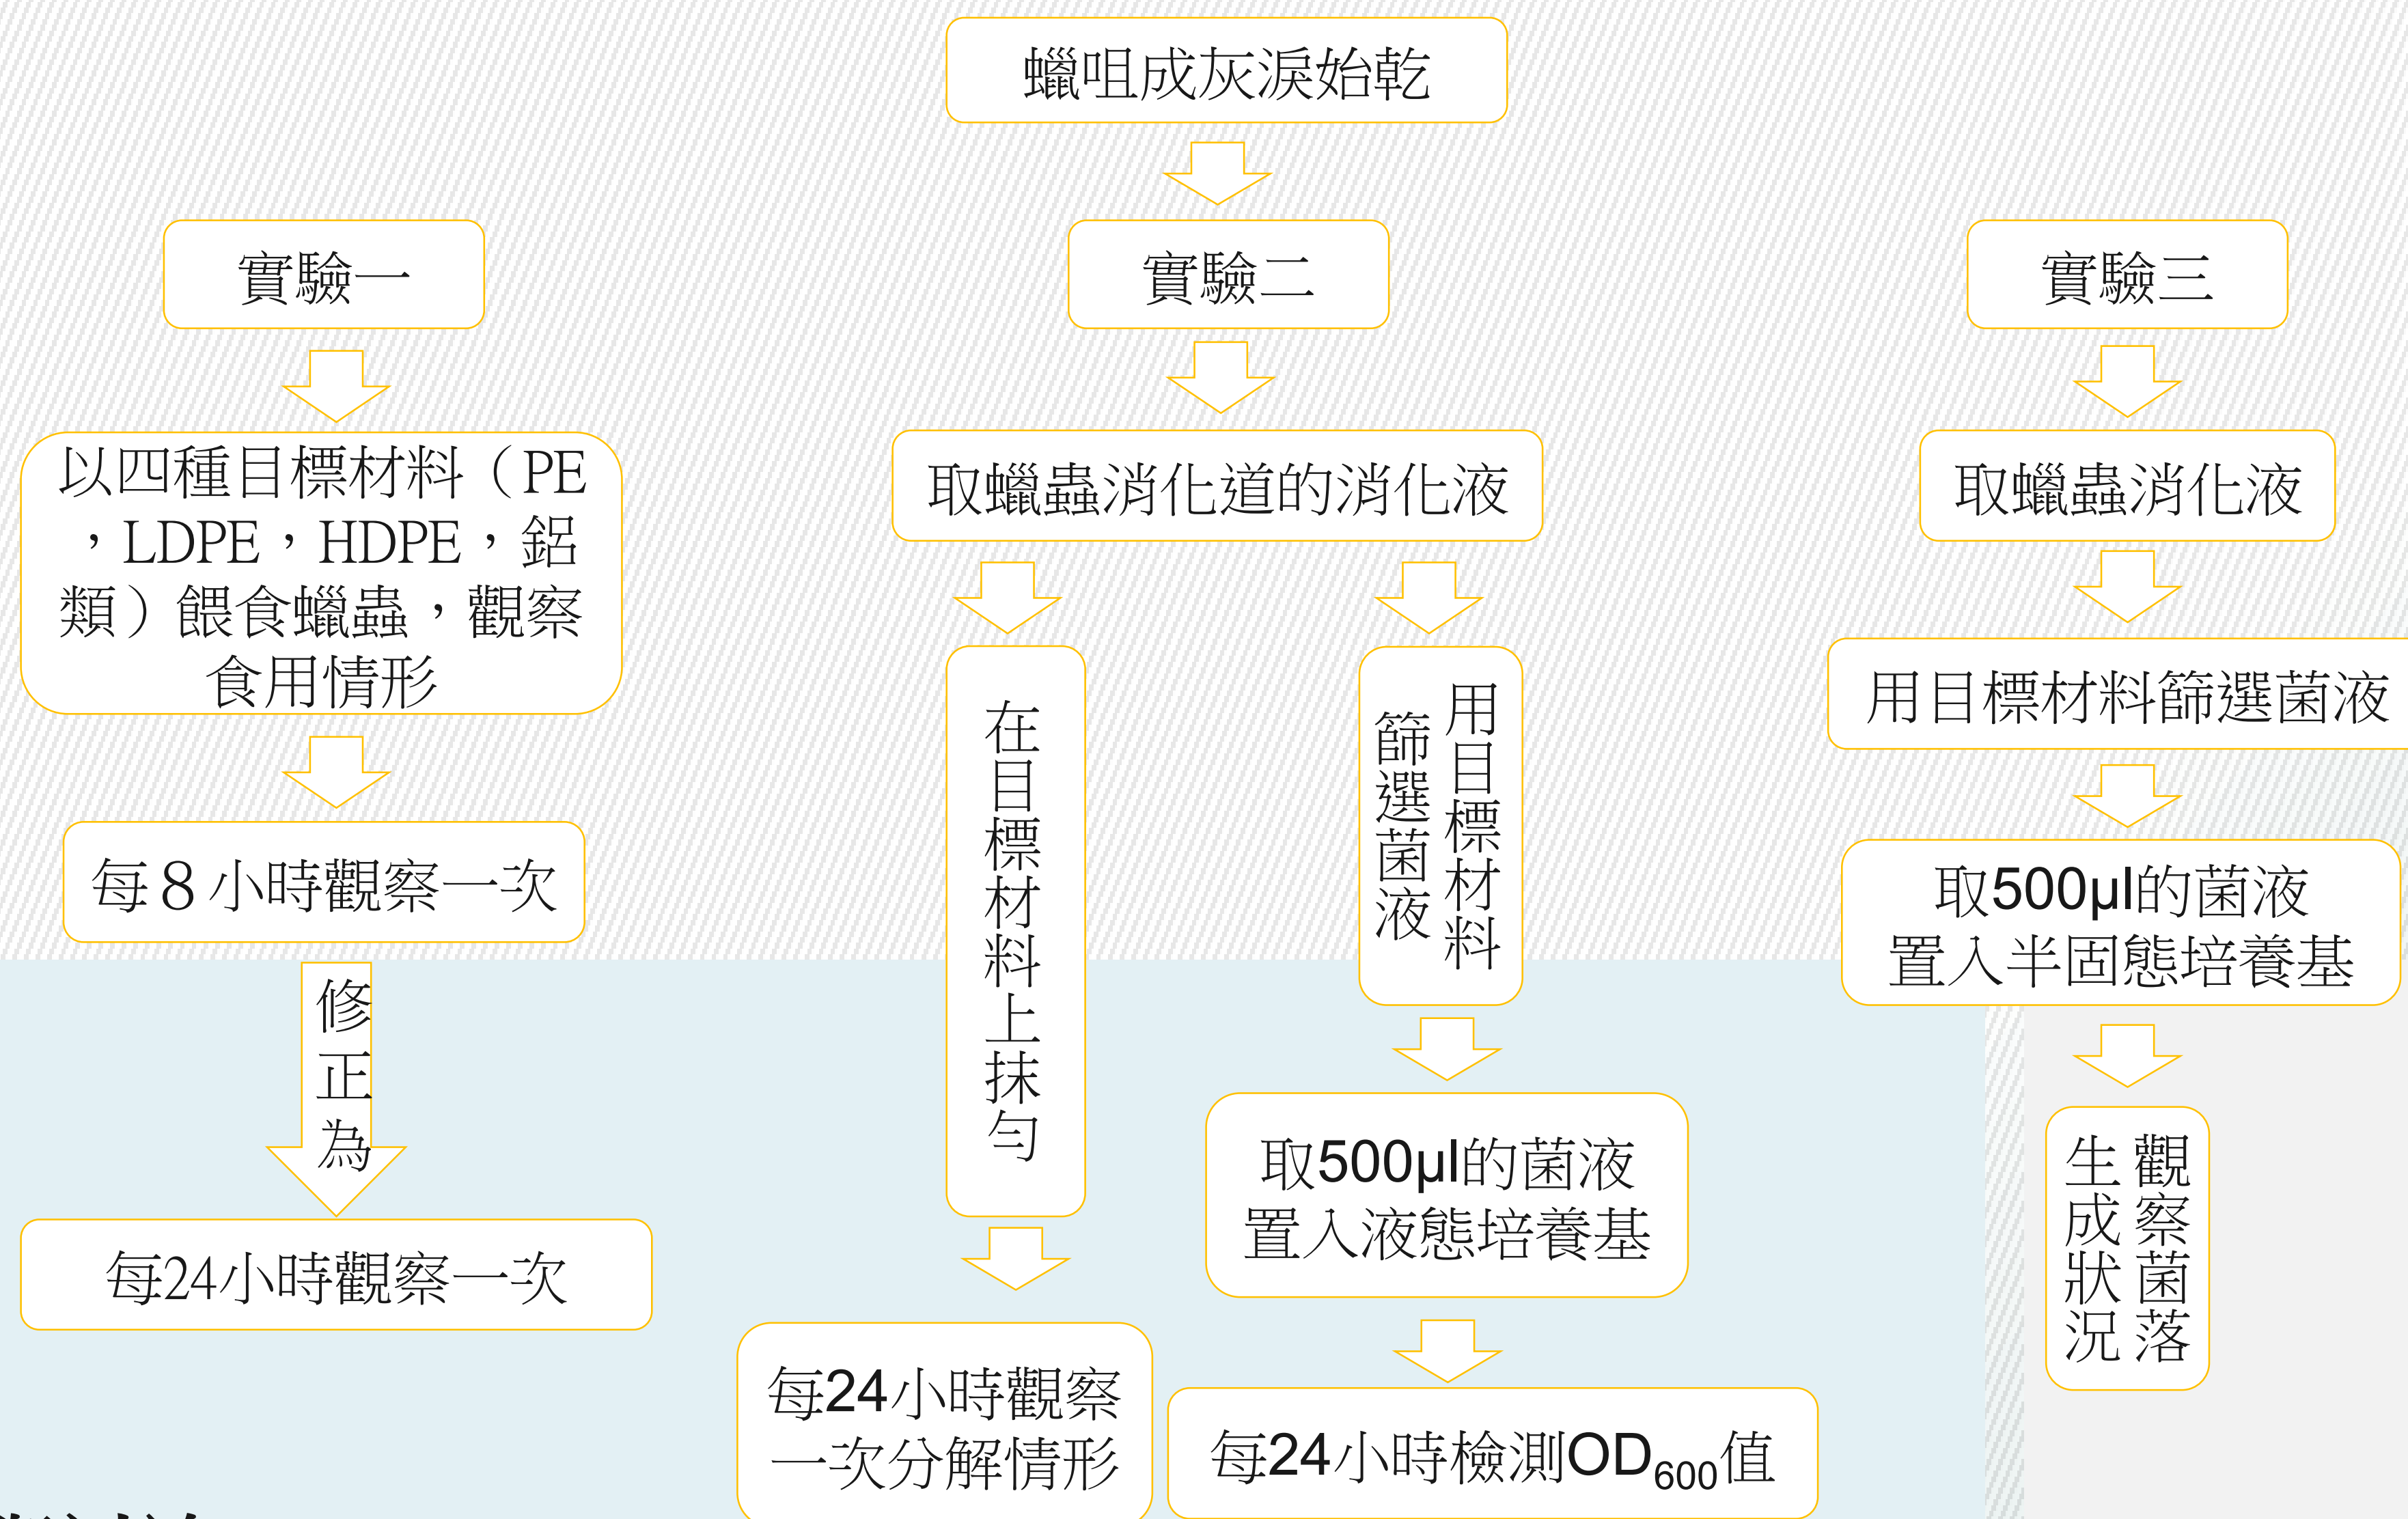 蠟咀成灰淚始乾
實驗一
實驗二
實驗三
以四種目標材料（PE
，LDPE，HDPE，鋁
類）餵食蠟蟲，觀察
食用情形
每８小時觀察一次
修正為
每24小時觀察一次
取蠟蟲消化道的消化液
在目標材料上抹勻
每24小時觀察
一次分解情形
用目標材料
篩選菌液
取500µl的菌液
置入液態培養基
每24小時檢測OD600值
取蠟蟲消化液
用目標材料篩選菌液
取500µl的菌液
置入半固態培養基
觀察菌落
生成狀況